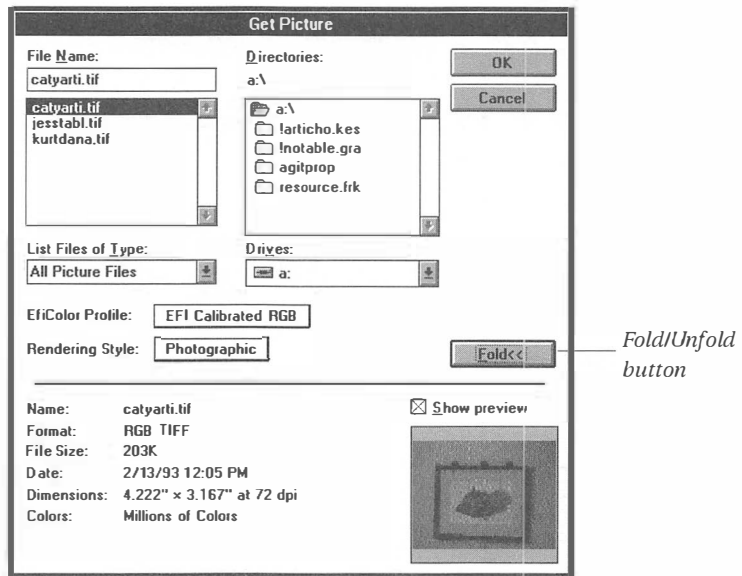 Get Picture
File Name:
catyarti.tif
catyarti.tif
jesstabl.tif
kurtdana.tif
Directories:
a:\
a:\
!articho.kes
!notable.gra
agitprop
resource.frk
OK
Cancel
List Files of Type:
All Picture Files
Drives:
a:
EfiColor Profile: EFI Calibrated RGB
Rendering Style: Photographic
Fold<<
Fold/Unfold
button
Name: catyarti.tif
Format: RGB TIFF
File Size: 203K
Date: 2/13/93 12:05 PM
Dimensions: 4.222" × 3.167" at 72 dpi
Colors: Millions of Colors
Show preview